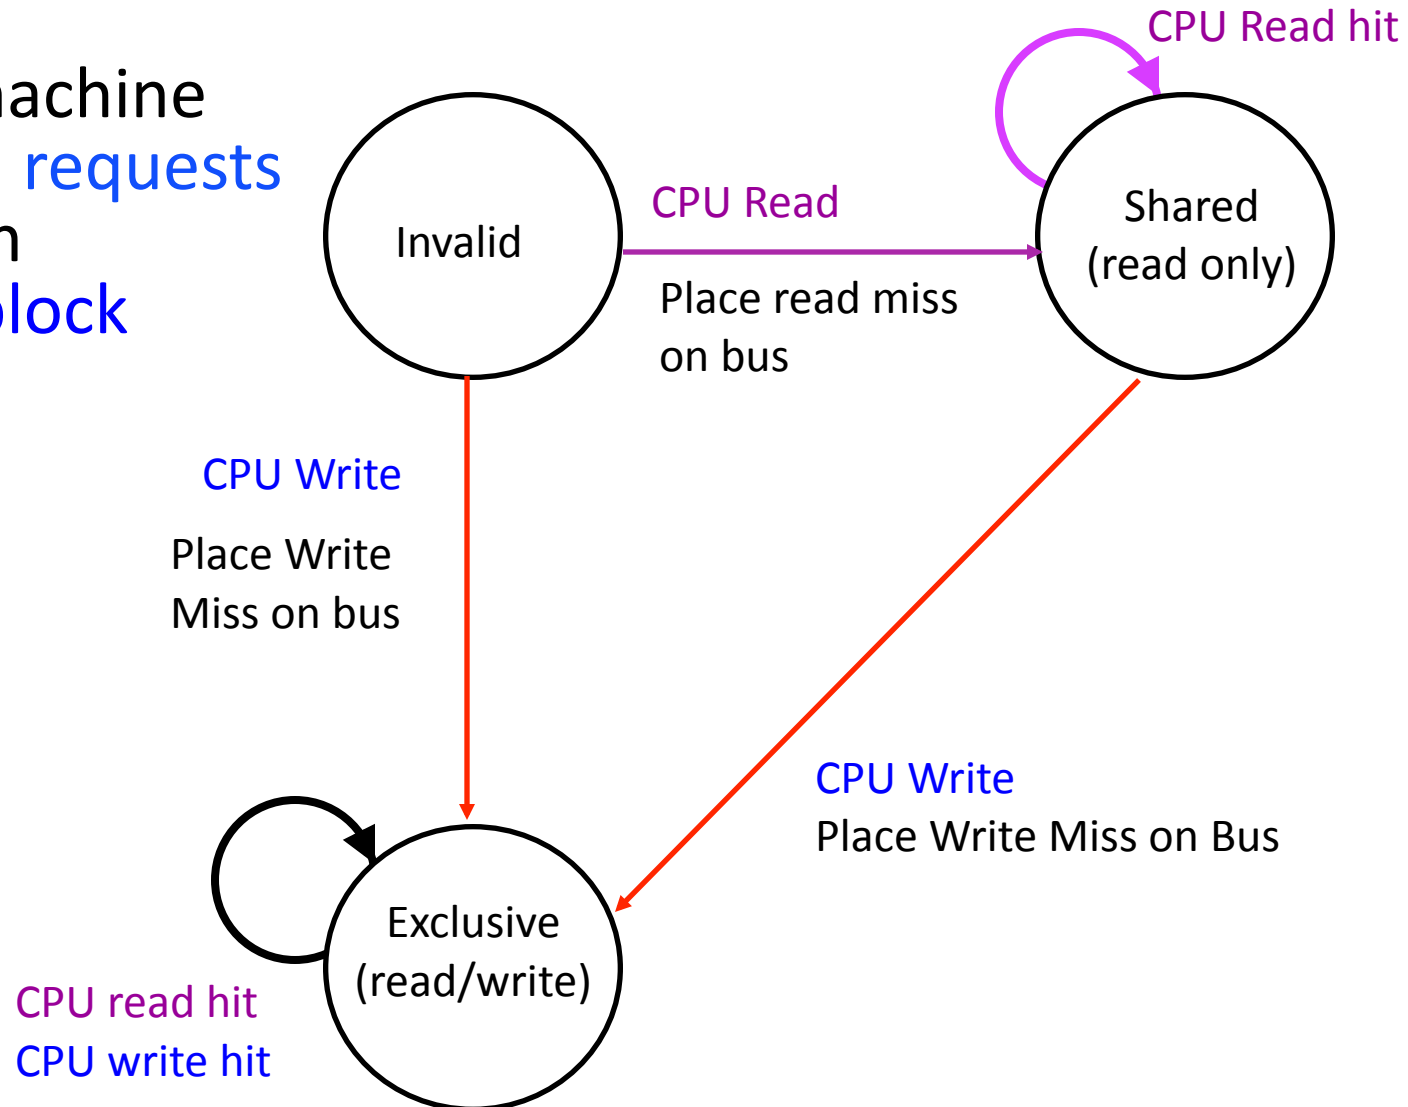 CPU Read hit
requests
Invalid
CPU Read
Place read miss
on bus
Shared
(read only)
CPU Write
Place Write
Miss on bus
CPU Write
Place Write Miss on Bus
Exclusive
(read/write)
CPU read hit
CPU write hit